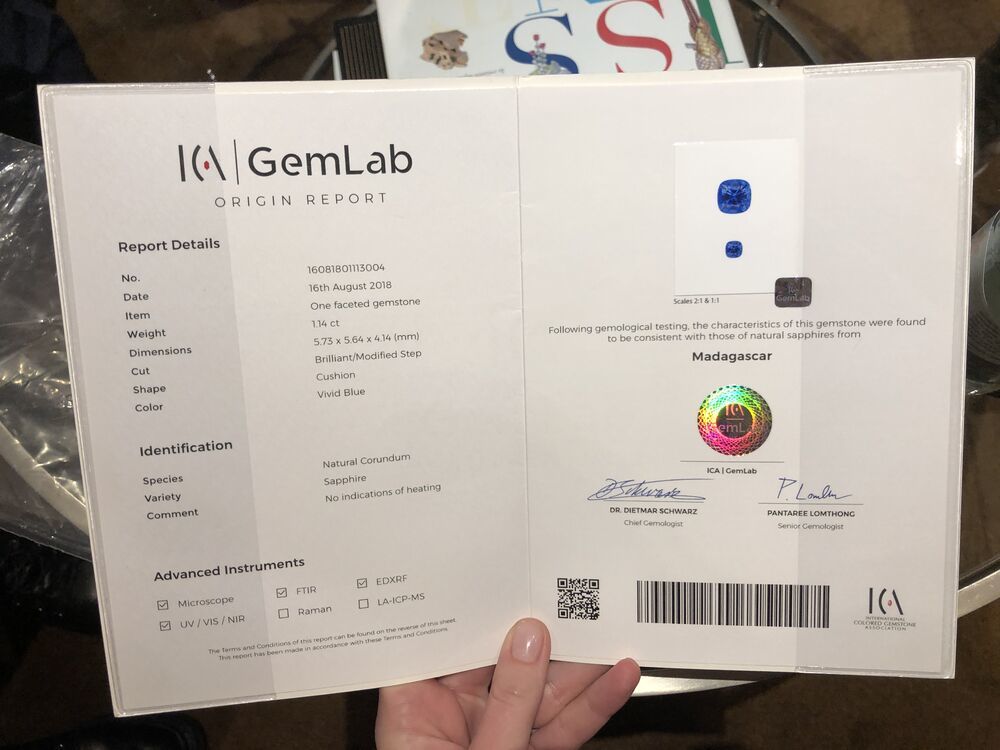 S S
ICA | GemLab
ORIGIN REPORT
Report Details
No. 16081801113004
Date 16th August 2018
Item One faceted gemstone
Weight 1.14 ct
Dimensions 5.73 x 5.64 x 4.14 (mm)
Cut Brilliant/Modified Step
Shape Cushion
Color Vivid Blue
Identification
Species Natural Corundum
Variety Sapphire
Comment No indications of heating
Advanced Instruments
Microscope FTIR EDXRF
UV / VIS / NIR Raman LA-ICP-MS
The Terms and Conditions of this report can be found on the reverse of this sheet.
This report has been made in accordance with these Terms and Conditions
Scales 2:1 & 1:1
GemLab
Following gemological testing, the characteristics of this gemstone were found
to be consistent with those of natural sapphires from
Madagascar
ICA
GemLab
ICA | GemLab
DR. DIETMAR SCHWARZ
Chief Gemologist
P. Lomthong
PANTAREE LOMTHONG
Senior Gemologist
ICA
INTERNATIONAL
COLORED GEMSTONE
ASSOCIATION